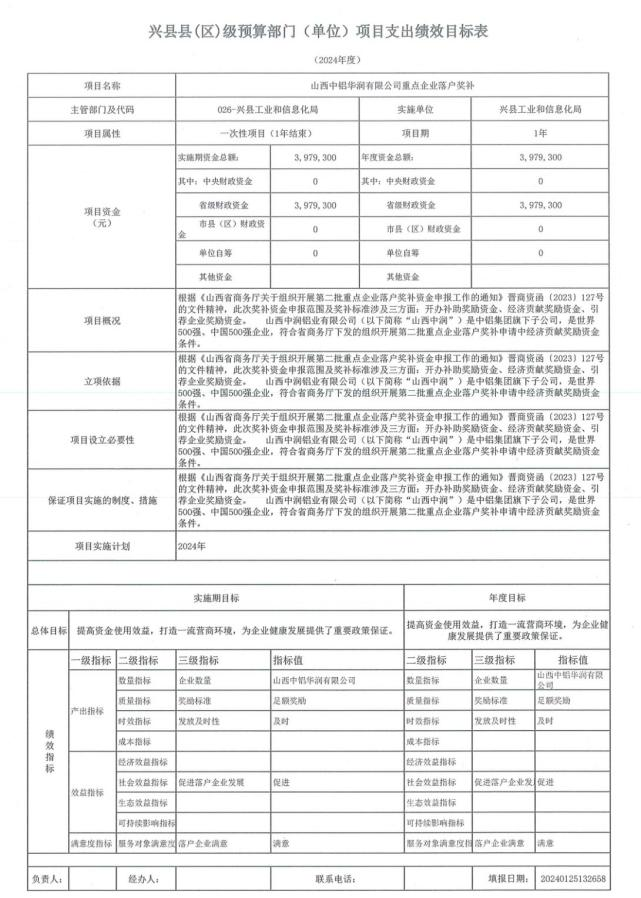 兴县县(区)级预算部门（单位）项目支出绩效目标表
（2024年度）
项目名称 山西中铝华润有限公司重点企业落户奖补
主管部门及代码 026-兴县工业和信息化局 实施单位 兴县工业和信息化局
项目属性 一次性项目（1年结束） 项目期 1年
项目资金
（元）
实施期资金总额: 3,979,300 年度资金总额: 3,979,300
其中: 中央财政资金 0 其中: 中央财政资金 0
省级财政资金 3,979,300 省级财政资金 3,979,300
市县（区）财政资金 0 市县（区）财政资金 0
单位自筹 0 单位自筹 0
其他资金 其他资金
项目概况
根据《山西省商务厅关于组织开展第二批重点企业落户奖补资金申报工作的通知》晋商资函〔2023〕127号
的文件精神，此次奖补资金申报范围及奖补标准涉及三方面：开办补助奖励资金、经济贡献奖励资金、引
荐企业奖励资金。 山西中润铝业有限公司（以下简称“山西中润”）是中铝集团旗下子公司，是世界
500强、中国500强企业，符合省商务厅下发的组织开展第二批重点企业落户奖补申请中经济贡献奖励资金
条件。
立项依据
根据《山西省商务厅关于组织开展第二批重点企业落户奖补资金申报工作的通知》晋商资函〔2023〕127号
的文件精神，此次奖补资金申报范围及奖补标准涉及三方面：开办补助奖励资金、经济贡献奖励资金、引
荐企业奖励资金。 山西中润铝业有限公司（以下简称“山西中润”）是中铝集团旗下子公司，是世界
500强、中国500强企业，符合省商务厅下发的组织开展第二批重点企业落户奖补申请中经济贡献奖励资金
条件。
项目设立必要性
根据《山西省商务厅关于组织开展第二批重点企业落户奖补资金申报工作的通知》晋商资函〔2023〕127号
的文件精神，此次奖补资金申报范围及奖补标准涉及三方面：开办补助奖励资金、经济贡献奖励资金、引
荐企业奖励资金。 山西中润铝业有限公司（以下简称“山西中润”）是中铝集团旗下子公司，是世界
500强、中国500强企业，符合省商务厅下发的组织开展第二批重点企业落户奖补申请中经济贡献奖励资金
条件。
保证项目实施的制度、措施
根据《山西省商务厅关于组织开展第二批重点企业落户奖补资金申报工作的通知》晋商资函〔2023〕127号
的文件精神，此次奖补资金申报范围及奖补标准涉及三方面：开办补助奖励资金、经济贡献奖励资金、引
荐企业奖励资金。 山西中润铝业有限公司（以下简称“山西中润”）是中铝集团旗下子公司，是世界
500强、中国500强企业，符合省商务厅下发的组织开展第二批重点企业落户奖补申请中经济贡献奖励资金
条件。
项目实施计划 2024年
实施期目标 年度目标
总体目标 提高资金使用效益，打造一流营商环境，为企业健康发展提供了重要政策保证。 提高资金使用效益，打造一流营商环境，为企业健
康发展提供了重要政策保证。
绩效指标
一级指标 二级指标 三级指标 指标值 二级指标 三级指标 指标值
产出指标
数量指标 企业数量 山西中铝华润有限公司 数量指标 企业数量 山西中铝华润有限
公司
质量指标 奖励标准 足额奖励 质量指标 奖励标准 足额奖励
时效指标 发放及时性 及时 时效指标 发放及时性 及时
成本指标 成本指标
效益指标
经济效益指标 经济效益指标
社会效益指标 促进落户企业发展 促进 社会效益指标 促进落户企业发 促进
生态效益指标 生态效益指标
可持续影响指标 可持续影响指标
满意度指标 服务对象满意度 落户企业满意 满意 服务对象满意度指 落户企业满意 满意
负责人: 经办人: 联系电话: 填报日期: 20240125132658